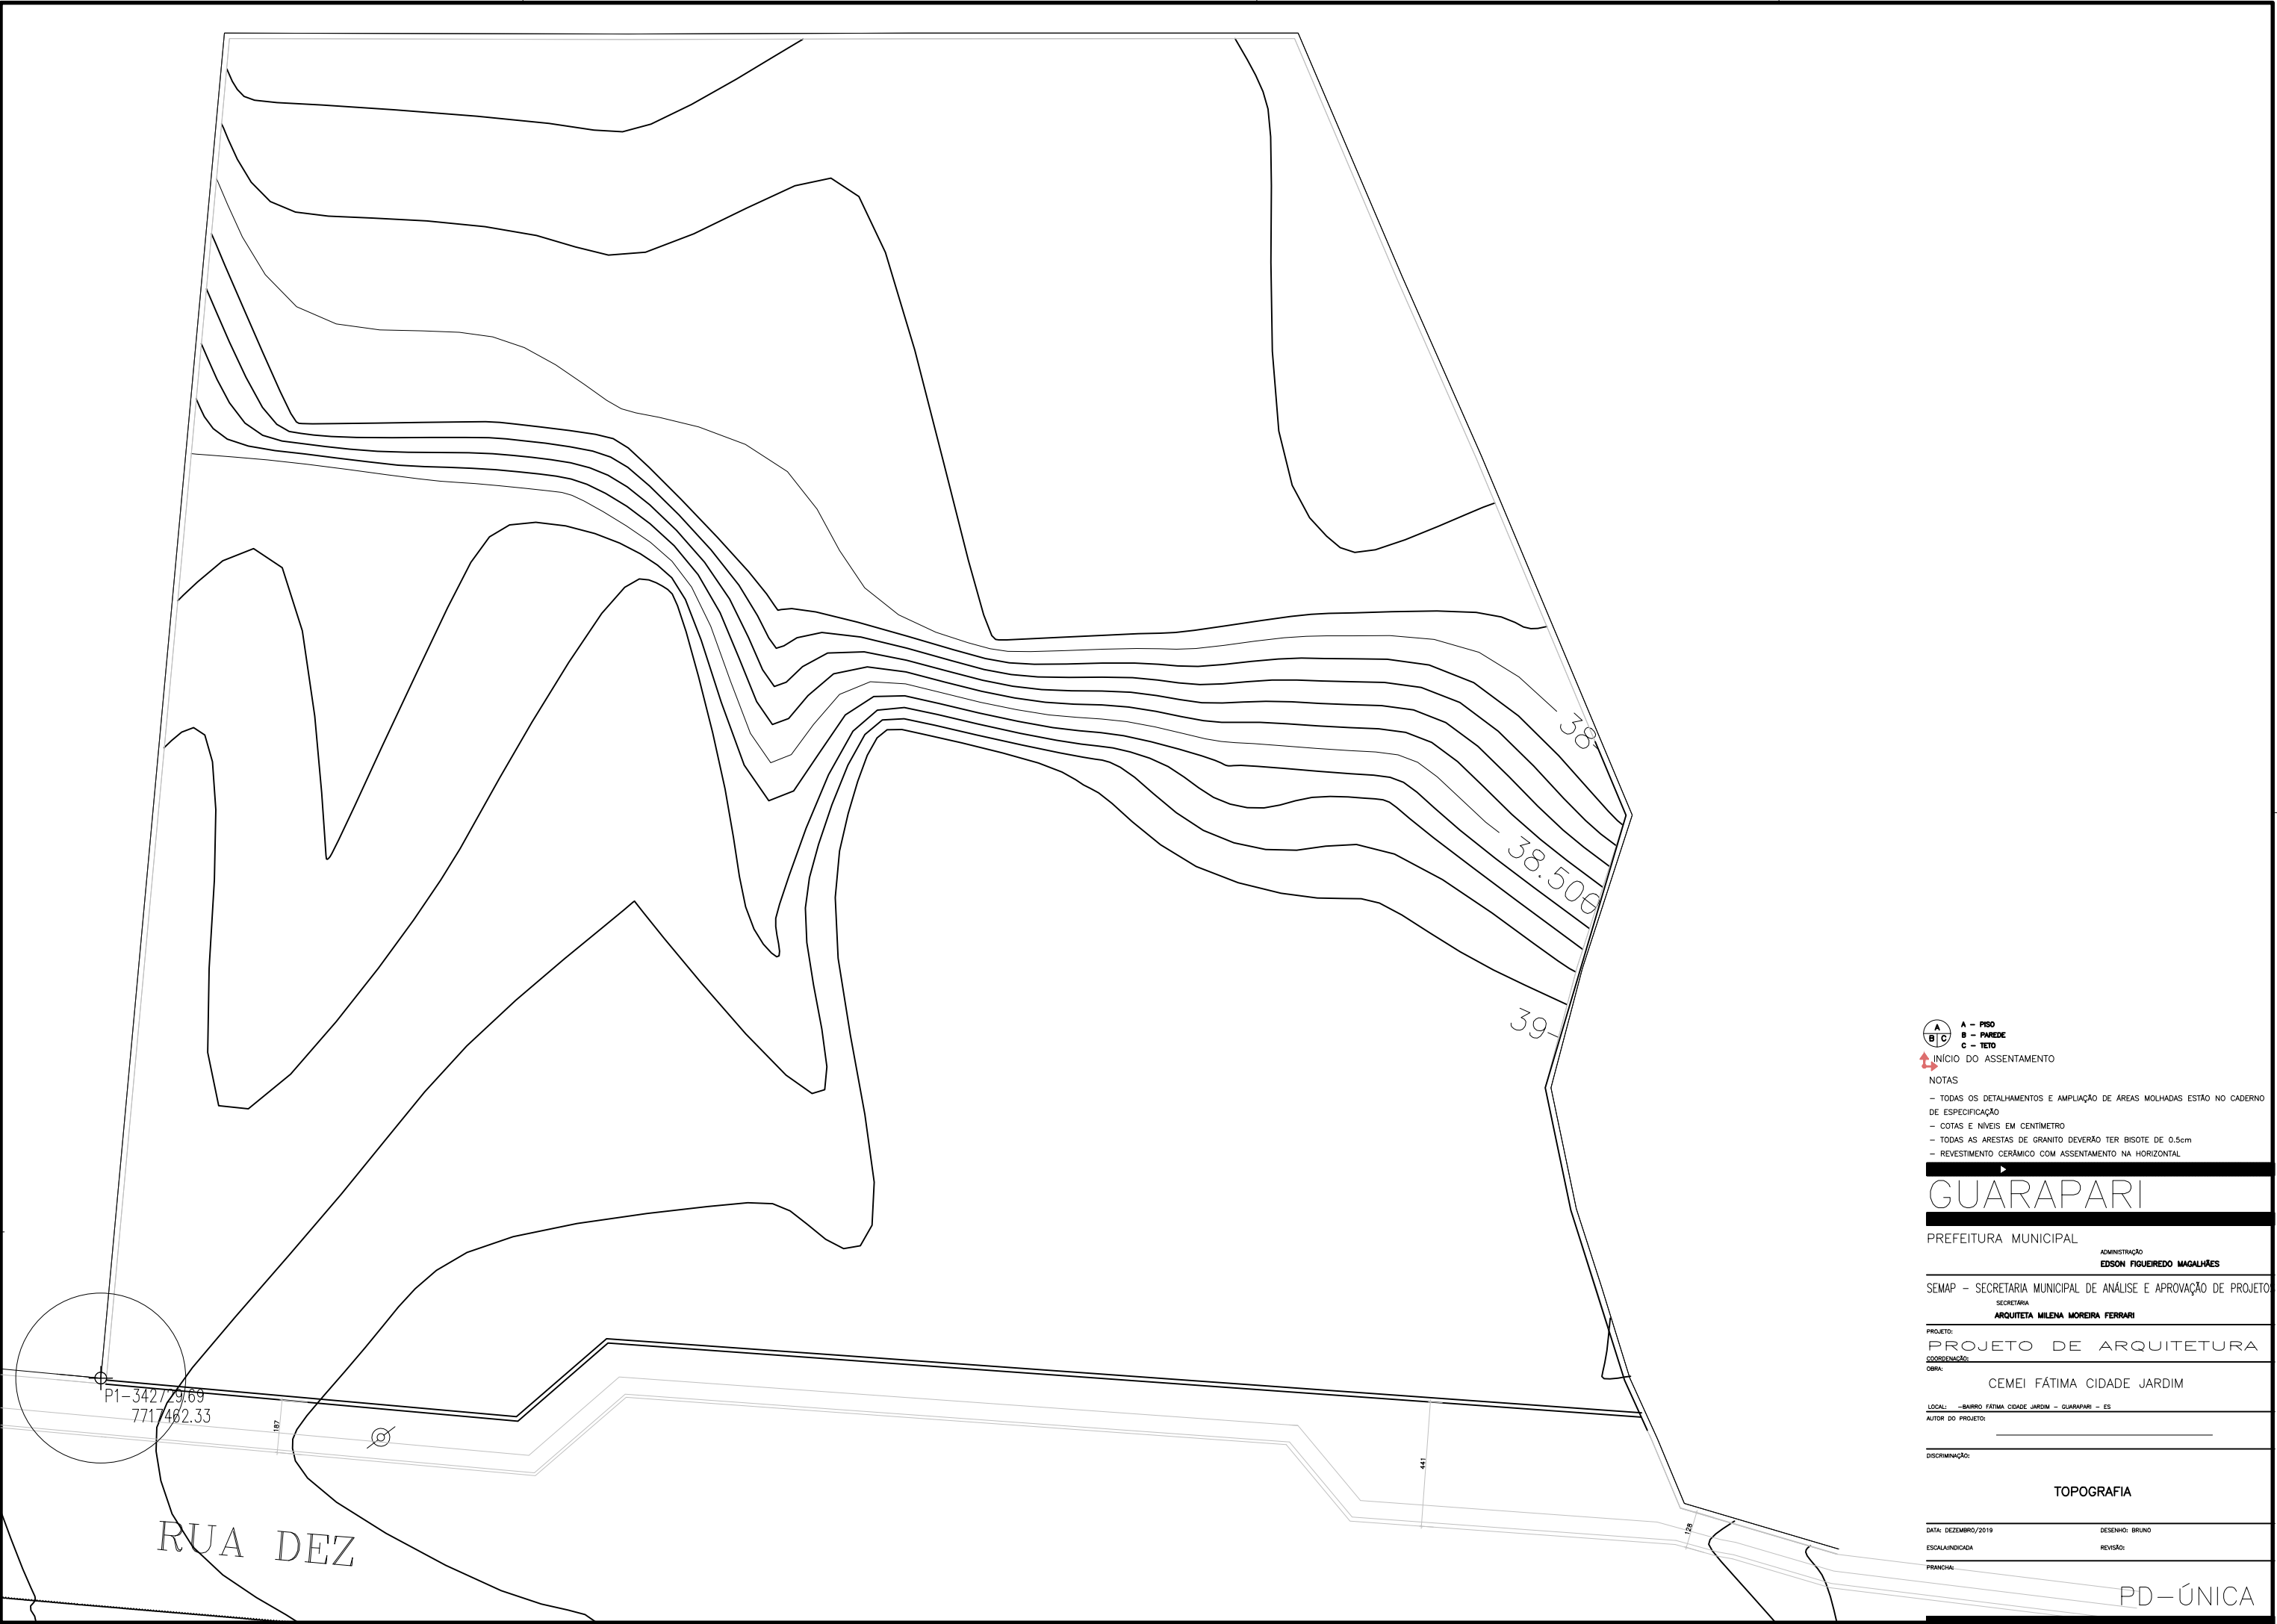 38
38.500
39
P1-342729.69
7717462.33
187
441
128
RUA DEZ
A
B C
A - PISO
B - PAREDE
C - TETO
INÍCIO DO ASSENTAMENTO
NOTAS
- TODAS OS DETALHAMENTOS E AMPLIAÇÃO DE ÁREAS MOLHADAS ESTÃO NO CADERNO
DE ESPECIFICAÇÃO
- COTAS E NÍVEIS EM CENTÍMETRO
- TODAS AS ARESTAS DE GRANITO DEVERÃO TER BISOTE DE 0.5cm
- REVESTIMENTO CERÂMICO COM ASSENTAMENTO NA HORIZONTAL
GUARAPARI
PREFEITURA MUNICIPAL
ADMINISTRAÇÃO
EDSON FIGUEIREDO MAGALHÃES
SEMAP - SECRETARIA MUNICIPAL DE ANÁLISE E APROVAÇÃO DE PROJETOS
SECRETÁRIA
ARQUITETA MILENA MOREIRA FERRARI
PROJETO:
PROJETO DE ARQUITETURA
COORDENAÇÃO:
OBRA:
CEMEI FÁTIMA CIDADE JARDIM
LOCAL: -BAIRRO FÁTIMA CIDADE JARDIM - GUARAPARI - ES
AUTOR DO PROJETO:
DISCRIMINAÇÃO:
TOPOGRAFIA
DATA: DEZEMBRO/2019 DESENHO: BRUNO
ESCALA:INDICADA REVISÃO:
PRANCHA:
PD-ÚNICA